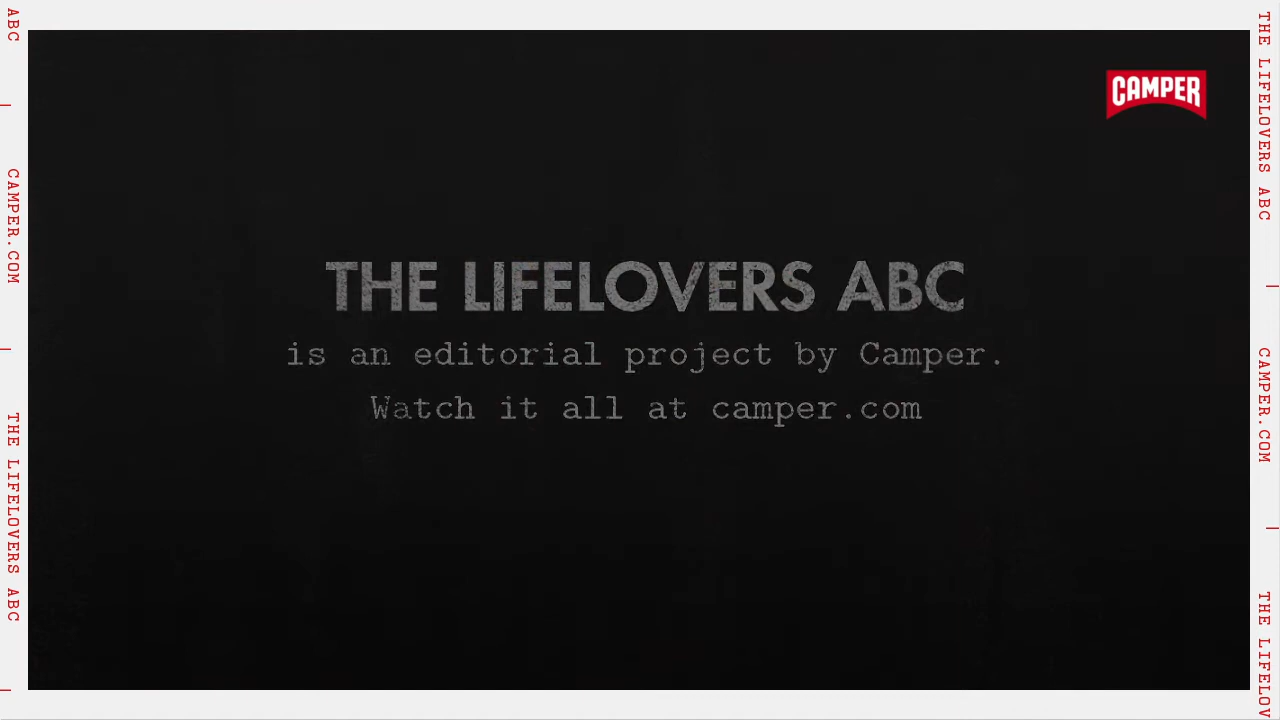 CAMPER
THE LIFELOVERS ABC
is an editorial project by Camper.
Watch it all at camper.com
ABC
CAMPER.COM
THE LIFELOVERS ABC
THE LIFELOVERS ABC
CAMPER.COM
THE LIFELOV